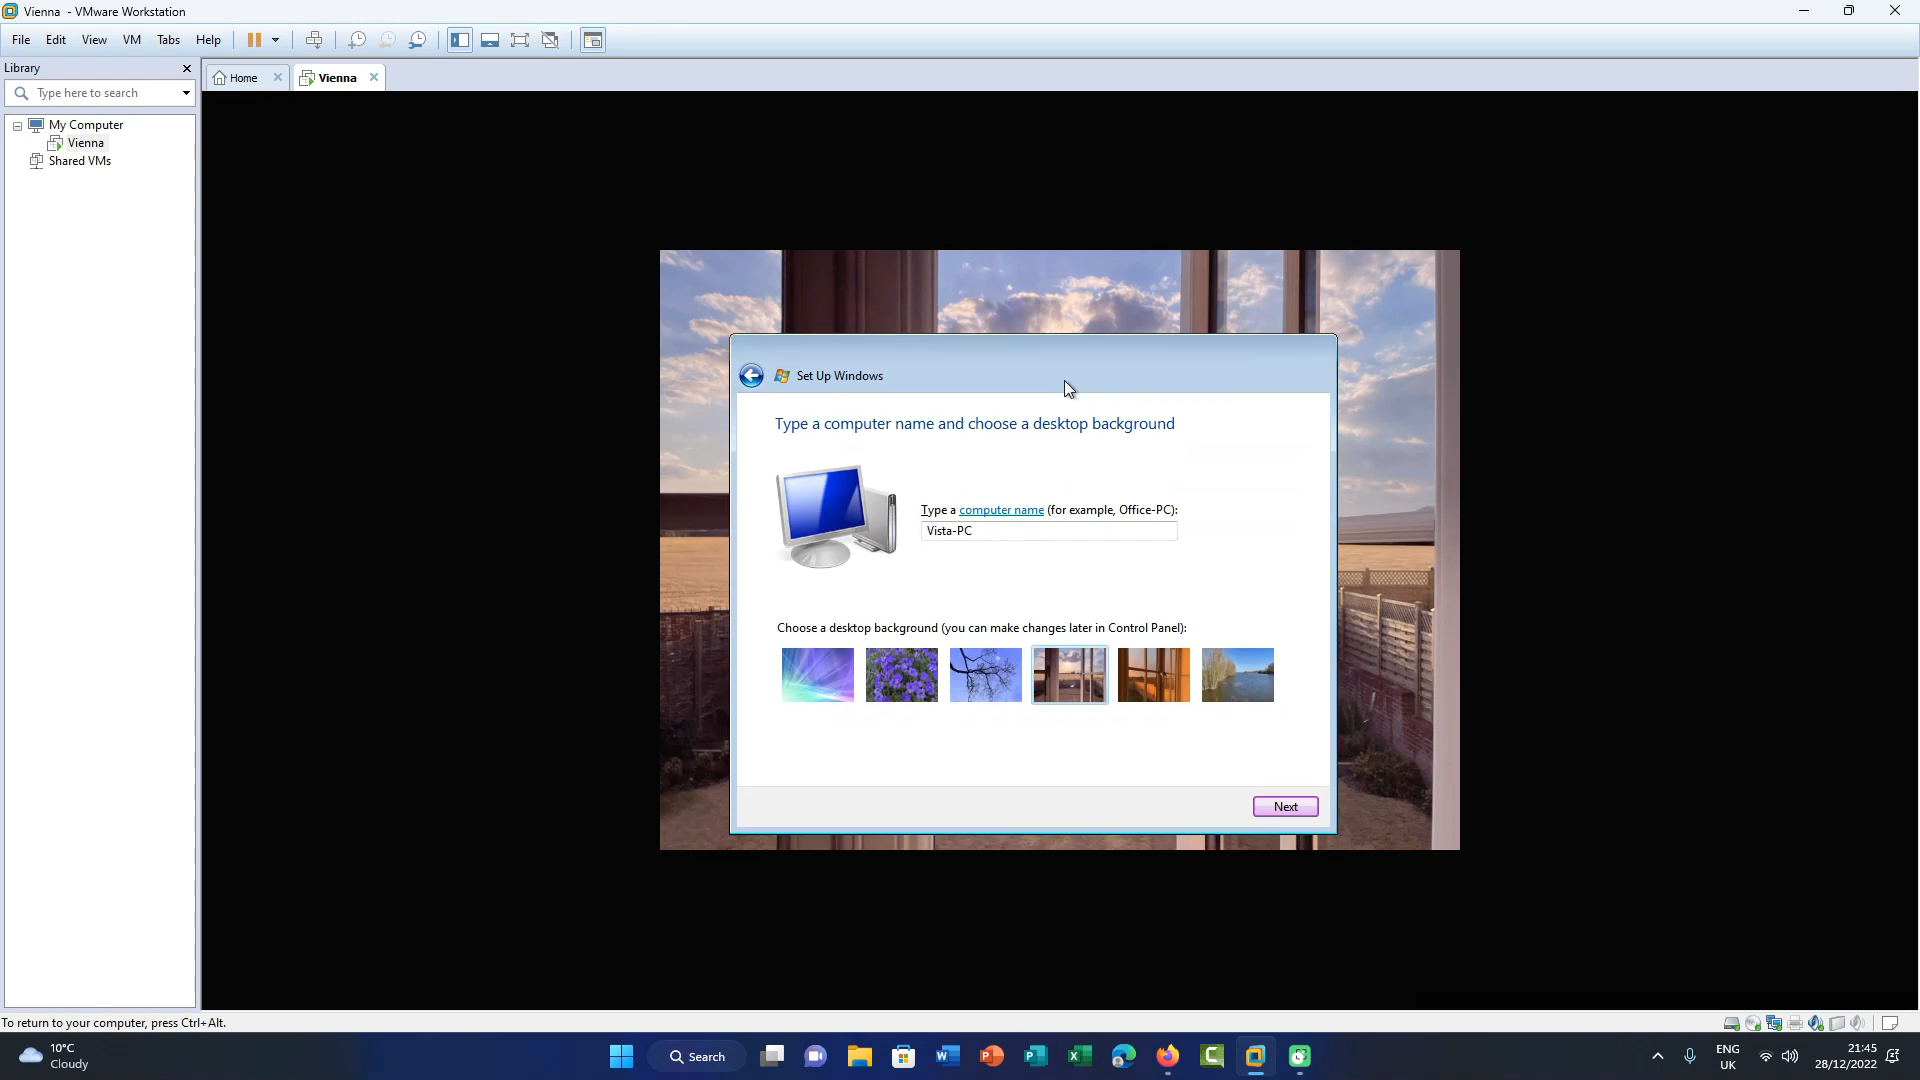 Vienna - VMware Workstation
File Edit View VM Tabs Help
Library
Home
Vienna
Type here to search
My Computer
Vienna
Shared VMs
Set Up Windows
Type a computer name and choose a desktop background
Type a computer name (for example, Office-PC):
Vista-PC
Choose a desktop background (you can make changes later in Control Panel):
Next
To return to your computer, press Ctrl+Alt.
10°C
Cloudy
Search
ENG
UK
21:45
28/12/2022